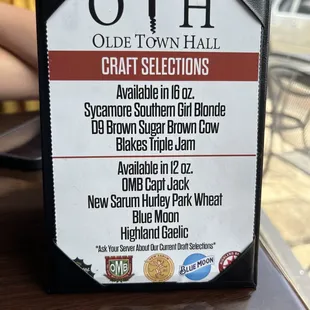 OTH
OLDE TOWN HALL
CRAFT SELECTIONS
Available in 16 oz.
Sycamore Southern Girl Blonde
D9 Brown Sugar Brown Cow
Blakes Triple Jam
Available in 12 oz.
OMB Capt Jack
New Sarum Hurley Park Wheat
Blue Moon
Highland Gaelic
"Ask Your Server About Our Current Draft Selections"
OMB
BLUE MOON